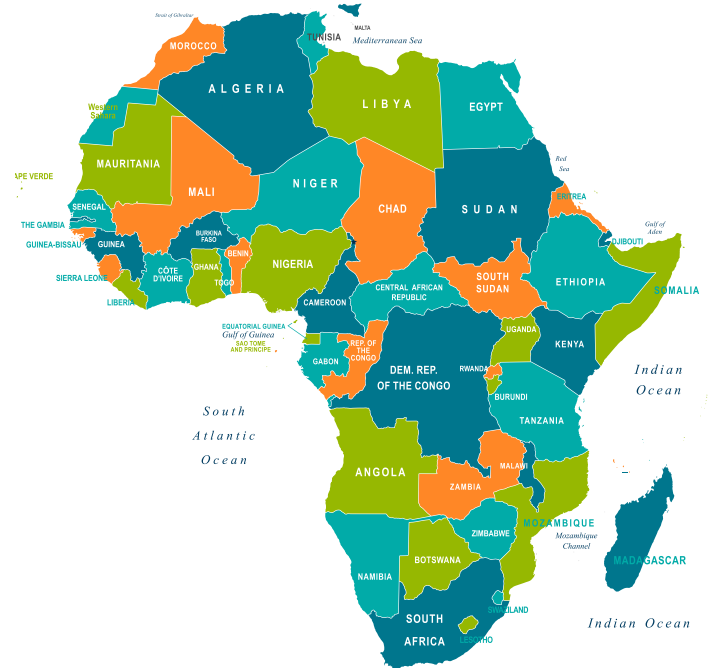 Strait of Gibraltar
MALTA
TUNISIA
Mediterranean Sea
MOROCCO
ALGERIA
LIBYA
EGYPT
Western
Sahara
MAURITANIA
MALI
NIGER
CHAD
SUDAN
Red
Sea
ERITREA
APE VERDE
SENEGAL
THE GAMBIA
GUINEA-BISSAU
GUINEA
SIERRA LEONE
LIBERIA
CÔTE
D'IVOIRE
BURKINA
FASO
GHANA
TOGO
BENIN
NIGERIA
CAMEROON
CENTRAL AFRICAN
REPUBLIC
SOUTH
SUDAN
ETHIOPIA
DJIBOUTI
Gulf of
Aden
SOMALIA
EQUATORIAL GUINEA
Gulf of Guinea
SAO TOME
AND PRINCIPE
GABON
REP. OF
THE
CONGO
DEM. REP.
OF THE CONGO
UGANDA
KENYA
RWANDA
BURUNDI
TANZANIA
Indian
Ocean
South
Atlantic
Ocean
ANGOLA
ZAMBIA
MALAWI
MOZAMBIQUE
Mozambique
Channel
ZIMBABWE
MADAGASCAR
NAMIBIA
BOTSWANA
SWAZILAND
LESOTHO
SOUTH
AFRICA
Indian Ocean